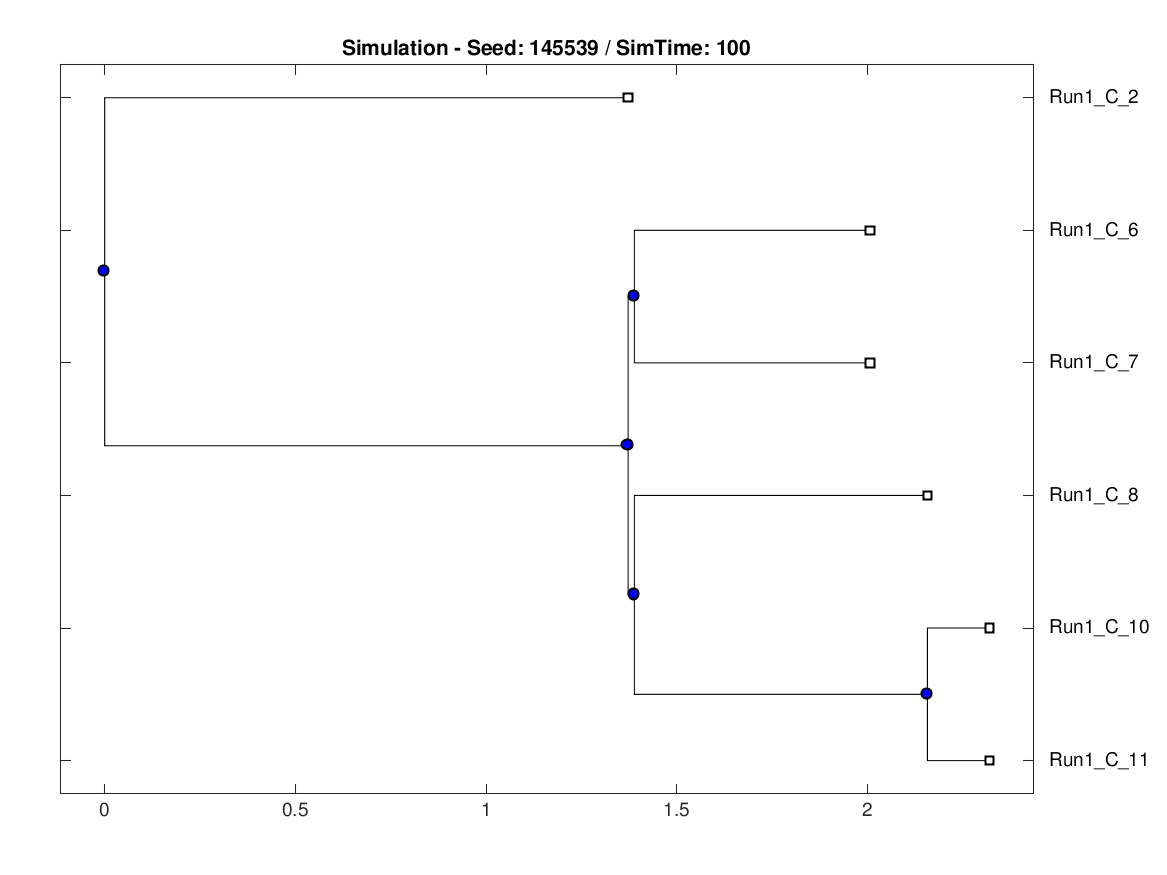 Simulation - Seed: 145539 / SimTime: 100
Run1_C_2
Run1_C_6
Run1_C_7
Run1_C_8
Run1_C_10
Run1_C_11
0 0.5 1 1.5 2